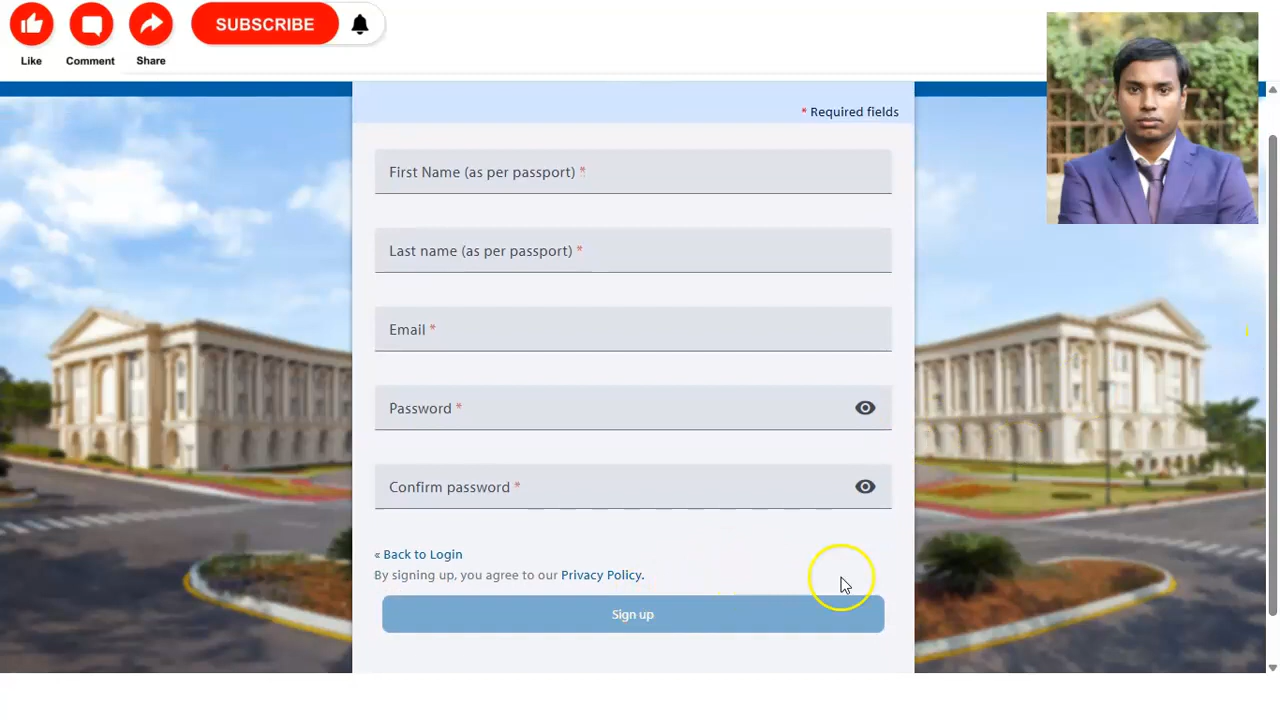 SUBSCRIBE
Like
Comment
Share
* Required fields
First Name (as per passport) *
Last name (as per passport) *
Email *
Password *
Confirm password *
« Back to Login
By signing up, you agree to our Privacy Policy.
Sign up